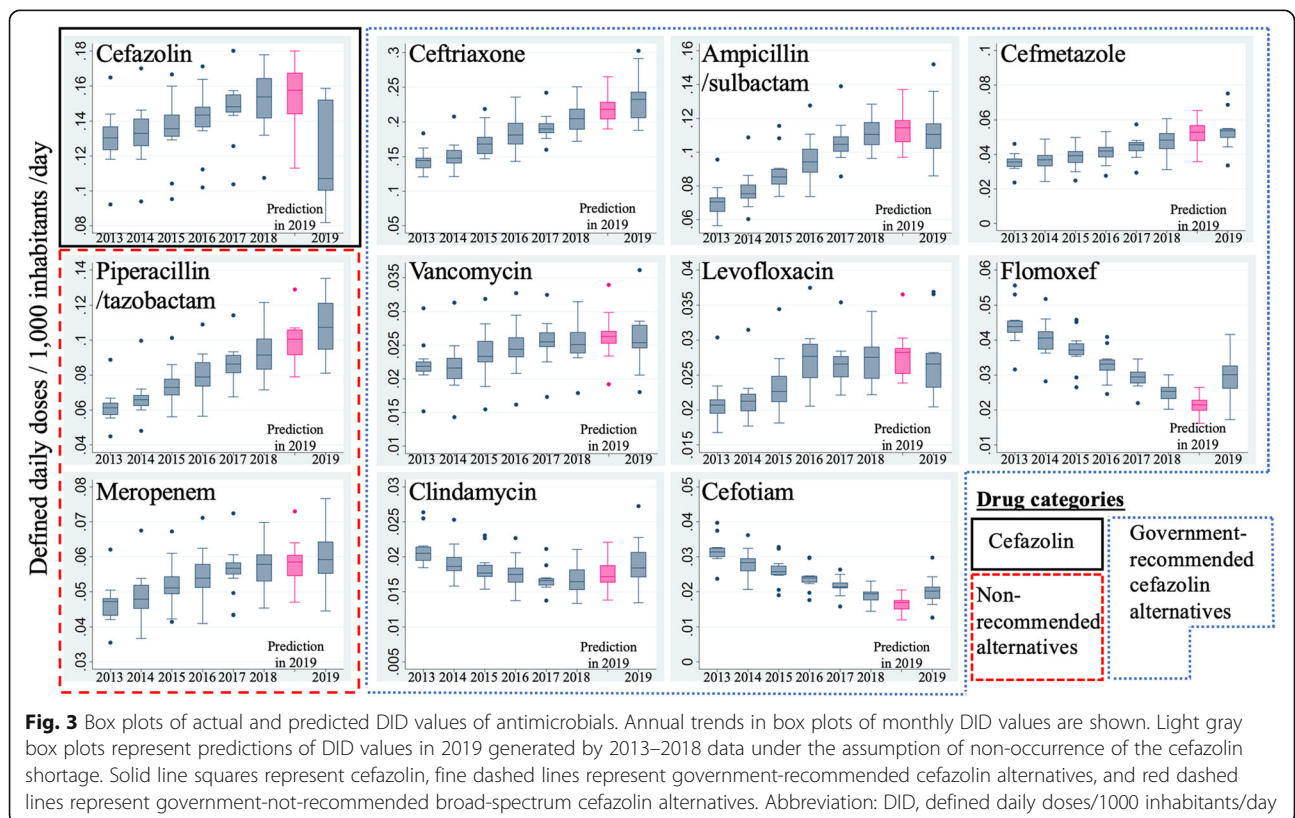 Defined daily doses / 1,000 inhabitants /day
Cefazolin
.08 .1 .12 .14 .16 .18
Prediction
in 2019
2013 2014 2015 2016 2017 2018 2019
Ceftriaxone
.05 .1 .15 .2 .25 .3
Prediction
in 2019
2013 2014 2015 2016 2017 2018 2019
Ampicillin
/sulbactam
.06 .08 .1 .12 .14 .16
Prediction
in 2019
2013 2014 2015 2016 2017 2018 2019
Cefmetazole
0 .02 .04 .06 .08 .1
Prediction
in 2019
2013 2014 2015 2016 2017 2018 2019
Piperacillin
/tazobactam
.04 .06 .08 .1 .12 .14
Prediction
in 2019
2013 2014 2015 2016 2017 2018 2019
Vancomycin
.01 .015 .02 .025 .03 .035
Prediction
in 2019
2013 2014 2015 2016 2017 2018 2019
Levofloxacin
.015 .02 .025 .03 .035 .04
Prediction
in 2019
2013 2014 2015 2016 2017 2018 2019
Flomoxef
.01 .02 .03 .04 .05 .06
Prediction
in 2019
2013 2014 2015 2016 2017 2018 2019
Meropenem
.03 .04 .05 .06 .07 .08
Prediction
in 2019
2013 2014 2015 2016 2017 2018 2019
Clindamycin
.005 .01 .015 .02 .025 .03
Prediction
in 2019
2013 2014 2015 2016 2017 2018 2019
Cefotiam
0 .01 .02 .03 .04 .05
Prediction
in 2019
2013 2014 2015 2016 2017 2018 2019
Drug categories
Cefazolin
Non-
recommended
alternatives
Government-
recommended
cefazolin
alternatives
Fig. 3 Box plots of actual and predicted DID values of antimicrobials. Annual trends in box plots of monthly DID values are shown. Light gray
box plots represent predictions of DID values in 2019 generated by 2013–2018 data under the assumption of non-occurrence of the cefazolin
shortage. Solid line squares represent cefazolin, fine dashed lines represent government-recommended cefazolin alternatives, and red dashed
lines represent government-not-recommended broad-spectrum cefazolin alternatives. Abbreviation: DID, defined daily doses/1000 inhabitants/day